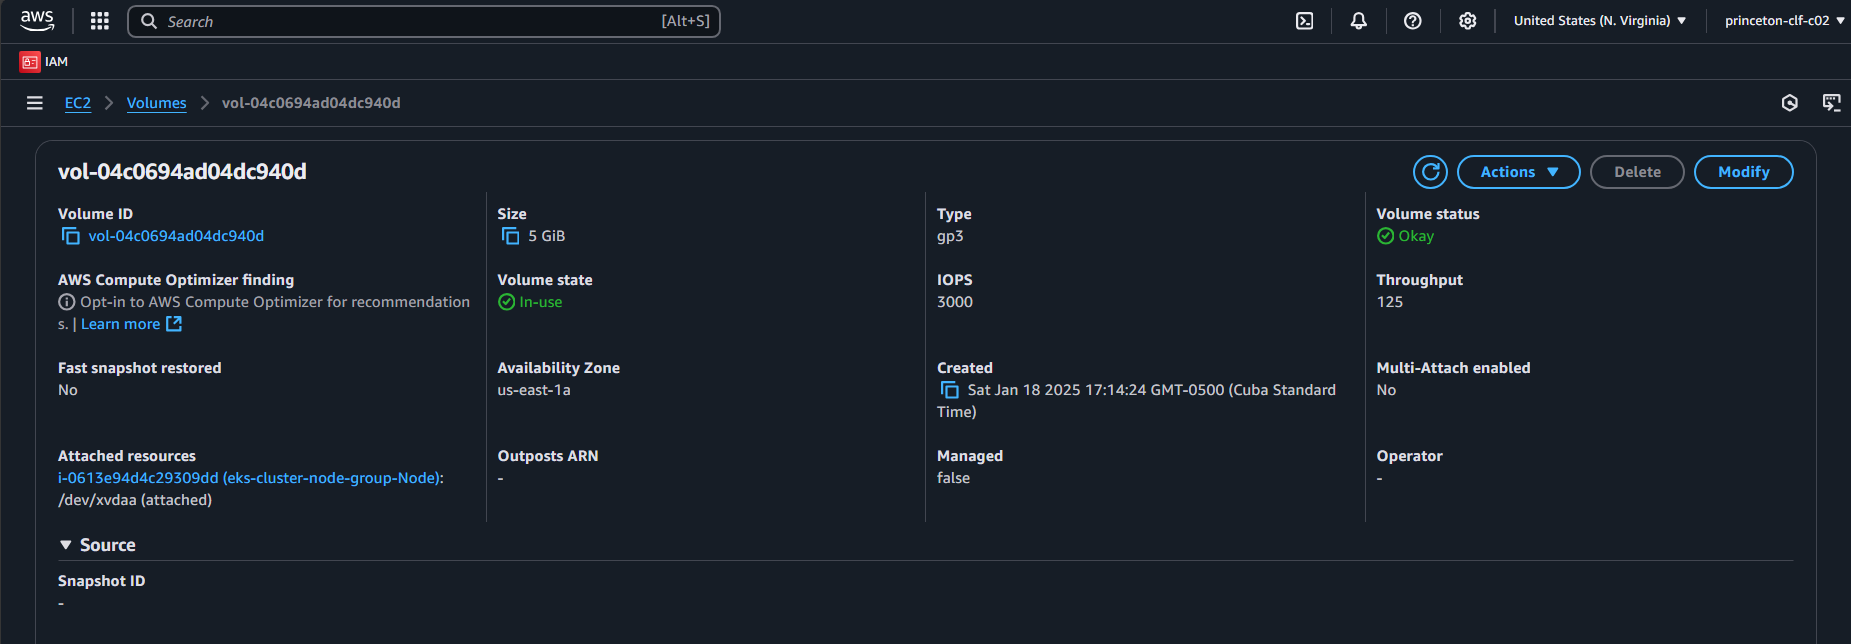 aws
Search [Alt+S]
United States (N. Virginia)
princeton-clf-c02
IAM
EC2 > Volumes > vol-04c0694ad04dc940d
vol-04c0694ad04dc940d
Actions
Delete
Modify
Volume ID
vol-04c0694ad04dc940d
Size
5 GiB
Type
gp3
Volume status
Okay
AWS Compute Optimizer finding
Opt-in to AWS Compute Optimizer for recommendation
s. | Learn more
Volume state
In-use
IOPS
3000
Throughput
125
Fast snapshot restored
No
Availability Zone
us-east-1a
Created
Sat Jan 18 2025 17:14:24 GMT-0500 (Cuba Standard
Time)
Multi-Attach enabled
No
Attached resources
i-0613e94d4c29309dd (eks-cluster-node-group-Node):
/dev/xvdaa (attached)
Outposts ARN
-
Managed
false
Operator
-
Source
Snapshot ID
-